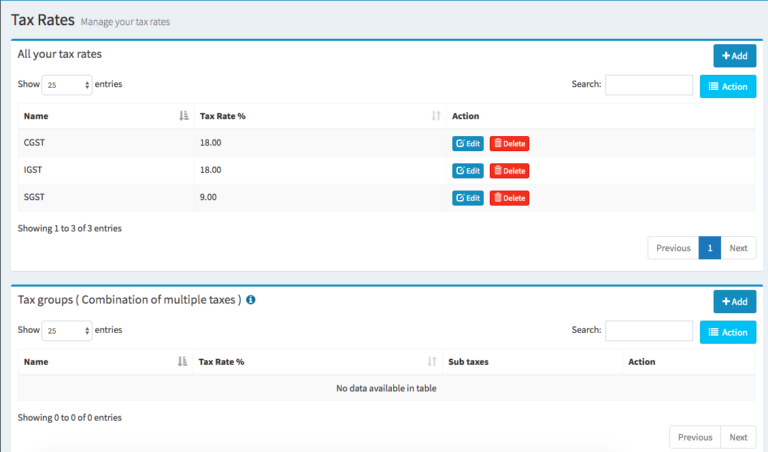 Tax Rates Manage your tax rates
All your tax rates
+ Add
Show 25 entries
Search:
Action
Name Tax Rate % Action
CGST 18.00 Edit Delete
IGST 18.00 Edit Delete
SGST 9.00 Edit Delete
Showing 1 to 3 of 3 entries
Previous 1 Next
Tax groups ( Combination of multiple taxes )
+ Add
Show 25 entries
Search:
Action
Name Tax Rate % Sub taxes Action
No data available in table
Showing 0 to 0 of 0 entries
Previous Next